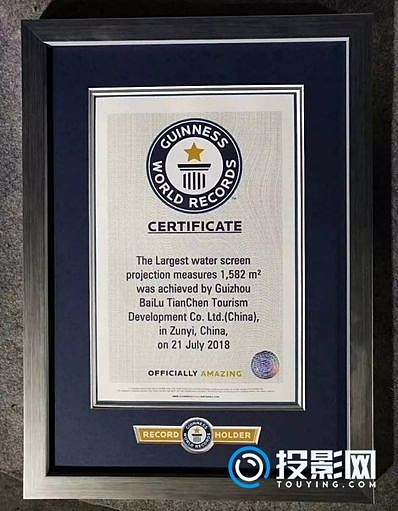 GUINNESS
WORLD RECORDS
CERTIFICATE
The Largest water screen
projection measures 1,582 m²
was achieved by Guizhou
BaiLu TianChen Tourism
Development Co. Ltd.(China),
in Zunyi, China,
on 21 July 2018
OFFICIALLY AMAZING
RECORD HOLDER
投影网
TOUYING.COM